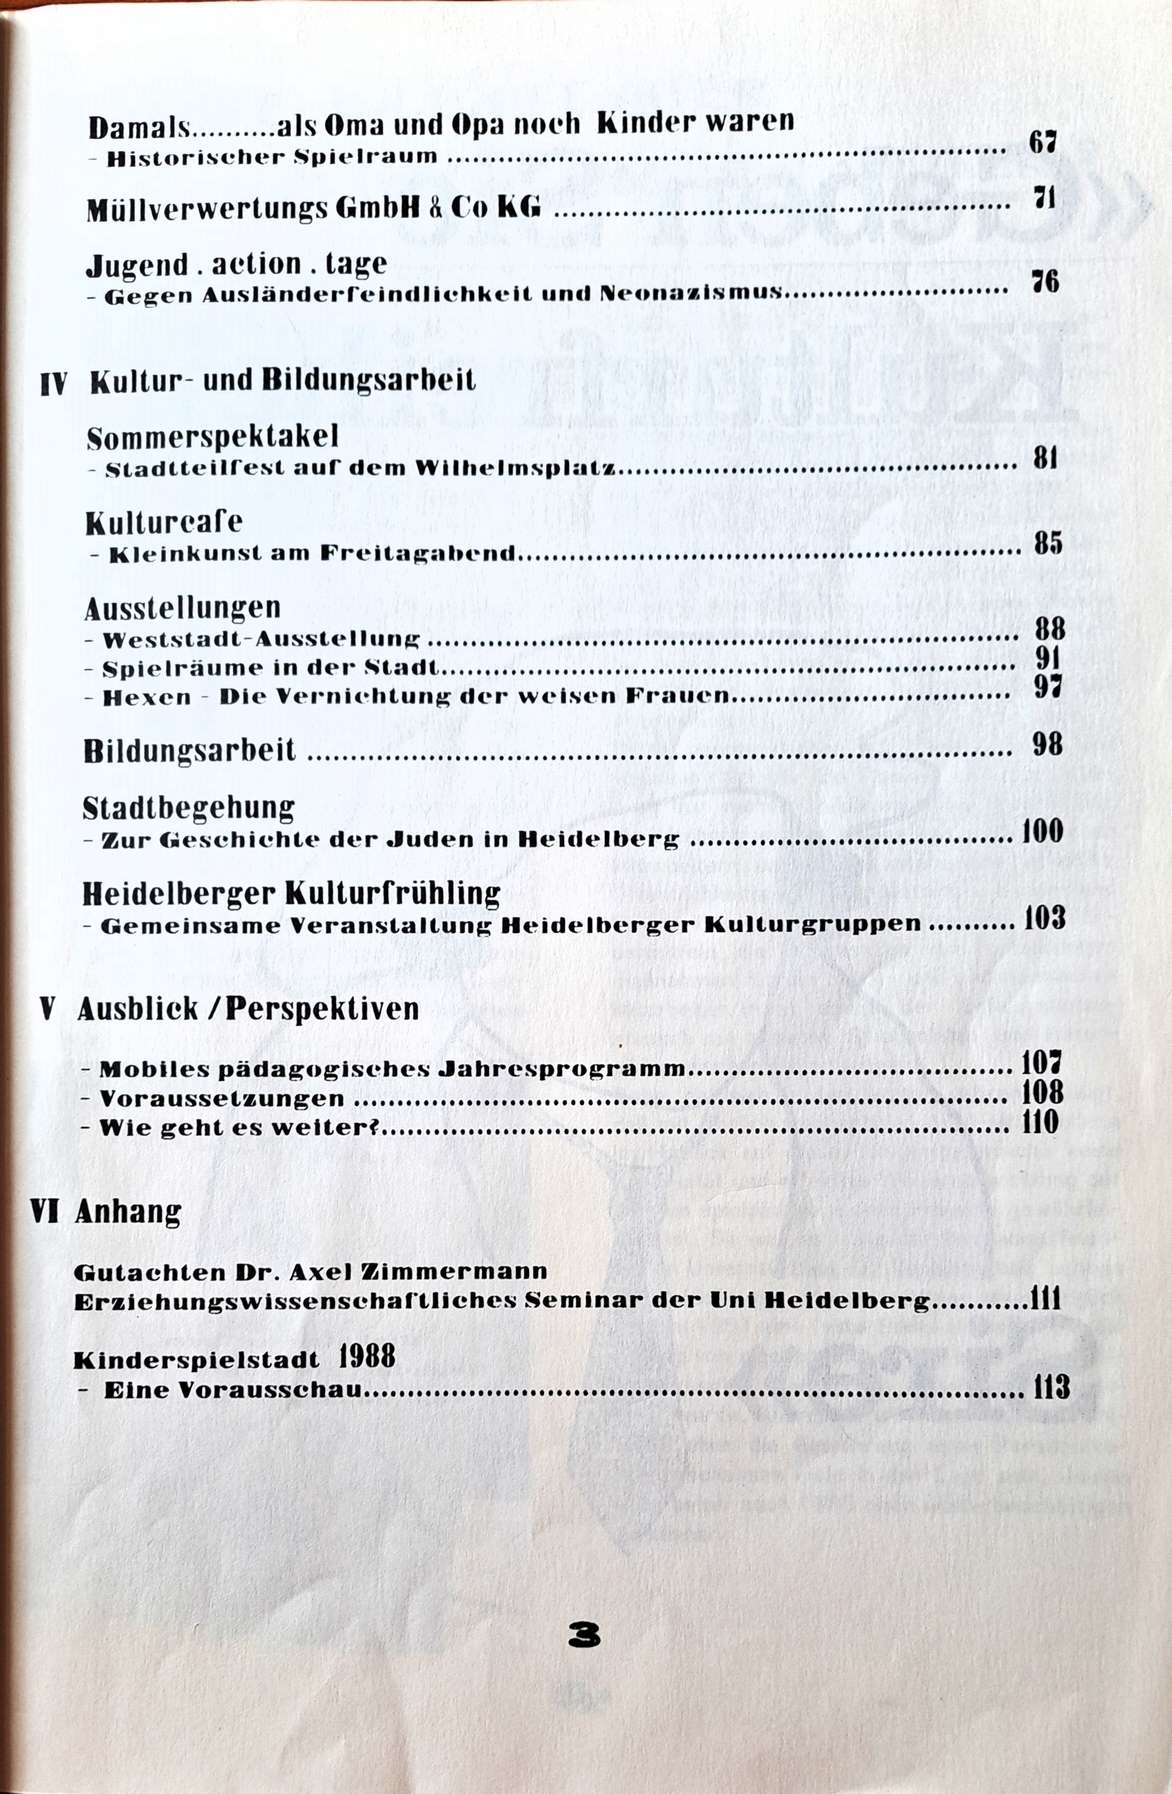 Damals..........als Oma und Opa noch Kinder waren
- Historischer Spielraum ................................................................ 67
Müllverwertungs GmbH & Co KG .................................................... 71
Jugend . action . tage
- Gegen Ausländerfeindlichkeit und Neonazismus.......................... 76
IV Kultur- und Bildungsarbeit
Sommerspektakel
- Stadtteilfest auf dem Wilhelmsplatz.............................................. 81
Kulturcafe
- Kleinkunst am Freitagabend.......................................................... 85
Ausstellungen
- Weststadt-Ausstellung .................................................................... 88
- Spielräume in der Stadt.................................................................. 91
- Hexen - Die Vernichtung der weisen Frauen................................ 97
Bildungsarbeit ................................................................................ 98
Stadtbegehung
- Zur Geschichte der Juden in Heidelberg ..................................... 100
Heidelberger Kulturfrühling
- Gemeinsame Veranstaltung Heidelberger Kulturgruppen .......... 103
V Ausblick /Perspektiven
- Mobiles pädagogisches Jahresprogramm..................................... 107
- Voraussetzungen ........................................................................... 108
- Wie geht es weiter?........................................................................ 110
VI Anhang
Gutachten Dr. Axel Zimmermann
Erziehungswissenschaftliches Seminar der Uni Heidelberg...........111
Kinderspielstadt 1988
- Eine Vorausschau........................................................................... 113
3